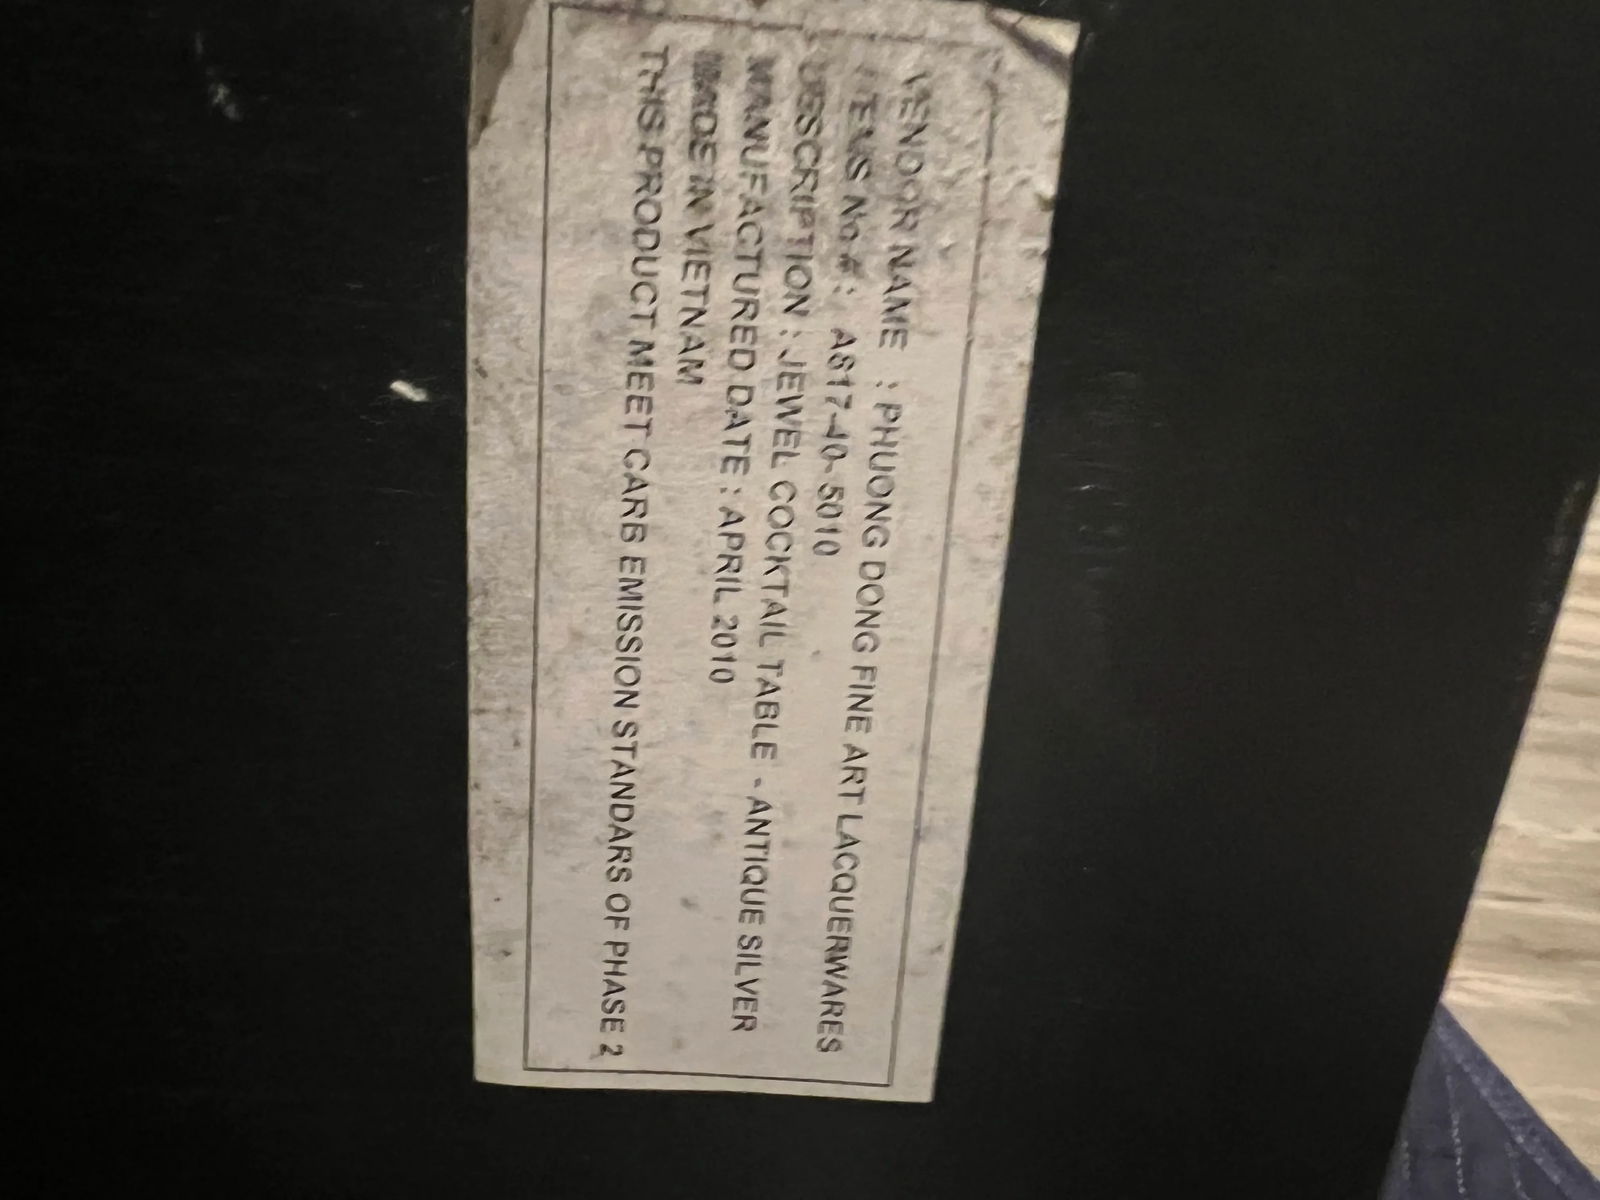 VENDOR NAME : PHUONG DONG FINE ART LACQUERWARES
ITEMS No # : A617-40-5010
DESCRIPTION : JEWEL COCKTAIL TABLE - ANTIQUE SILVER
MANUFACTURED DATE : APRIL 2010
MADE IN VIETNAM
THIS PRODUCT MEET CARB EMISSION STANDARS OF PHASE 2